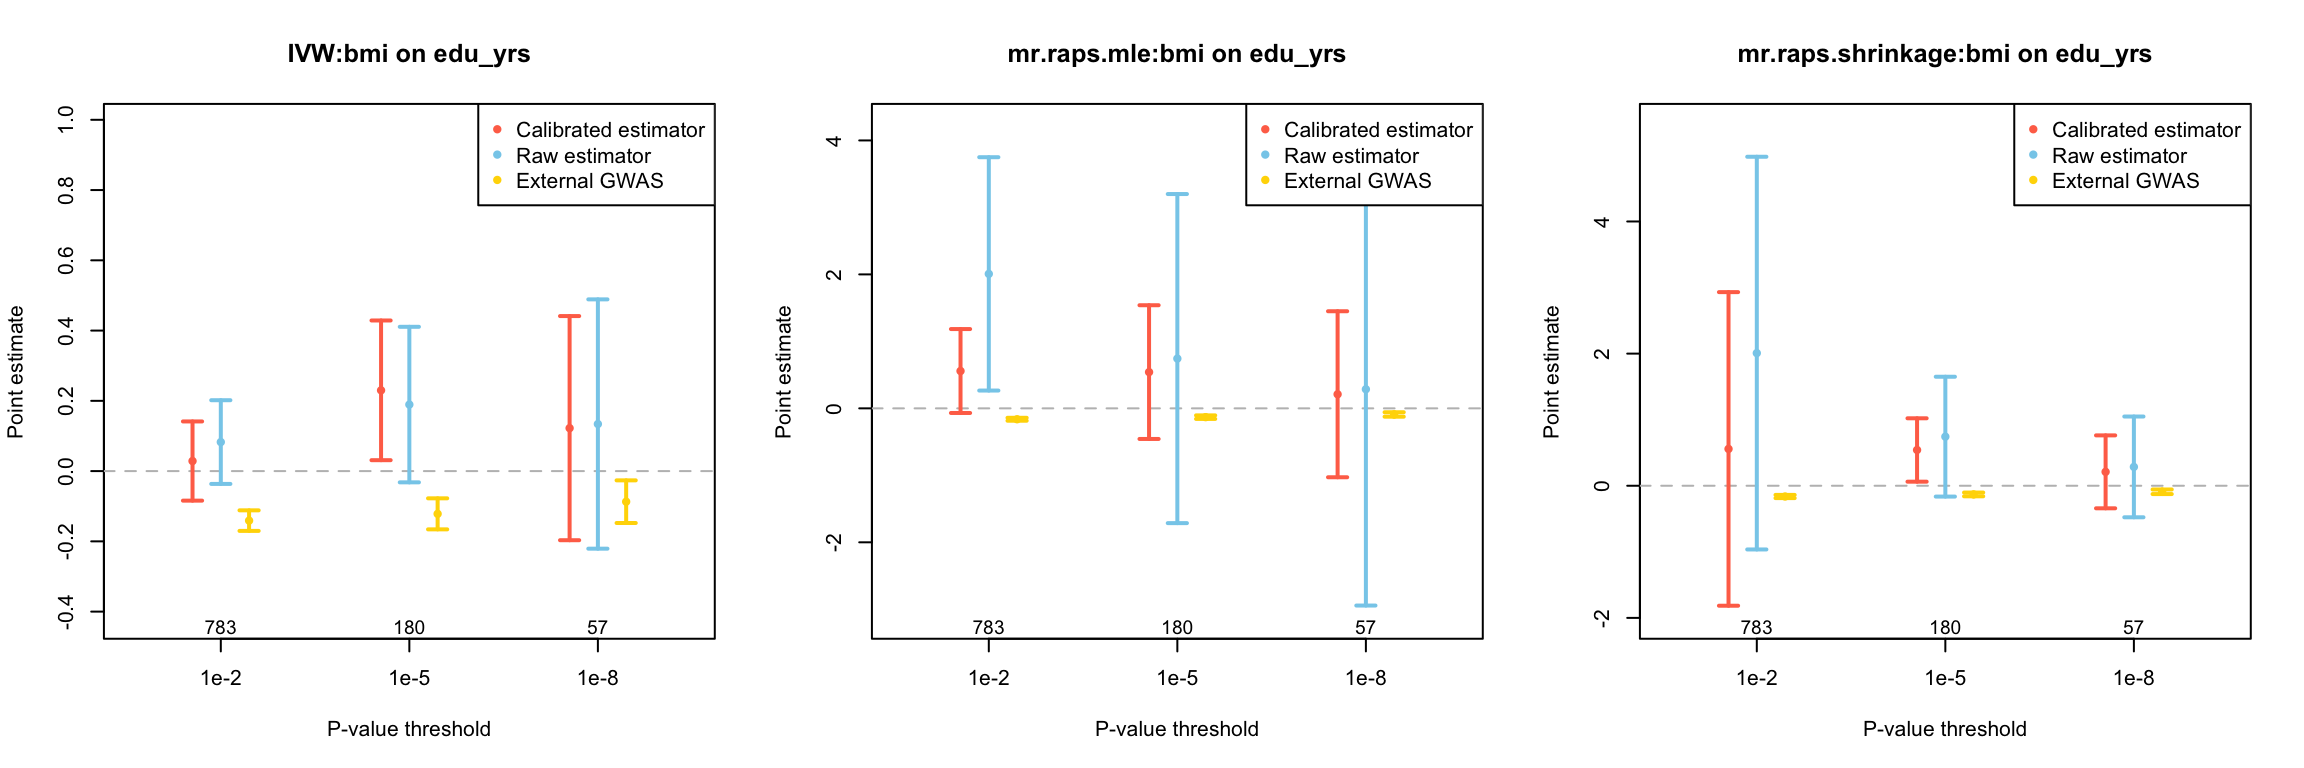 IVW:bmi on edu_yrs
Point estimate
1.0
0.8
0.6
0.4
0.2
0.0
-0.2
-0.4
Calibrated estimator
Raw estimator
External GWAS
783 180 57
1e-2 1e-5 1e-8
P-value threshold
mr.raps.mle:bmi on edu_yrs
Point estimate
4
2
0
-2
Calibrated estimator
Raw estimator
External GWAS
783 180 57
1e-2 1e-5 1e-8
P-value threshold
mr.raps.shrinkage:bmi on edu_yrs
Point estimate
4
2
0
-2
Calibrated estimator
Raw estimator
External GWAS
783 180 57
1e-2 1e-5 1e-8
P-value threshold